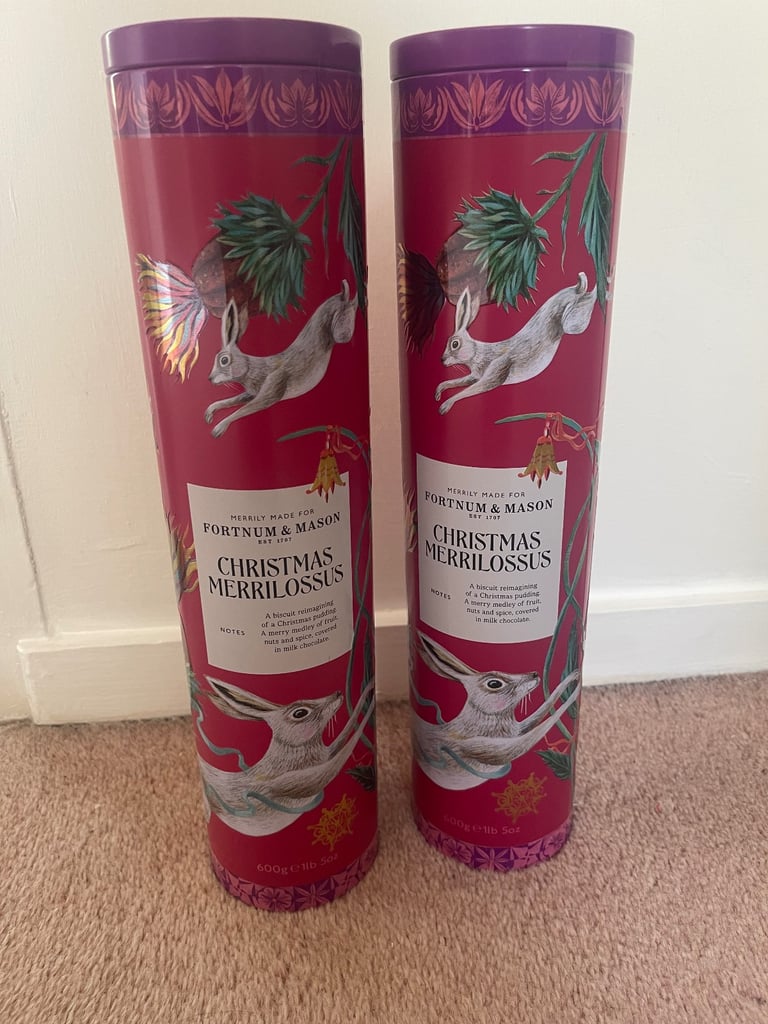 MERRILY MADE FOR
FORTNUM & MASON
EST 1707
CHRISTMAS
MERRILOSSUS
NOTES
A biscuit reimagining
of a Christmas pudding.
A merry medley of fruit,
nuts and spice, covered
in milk chocolate.
600g ℮ 1lb 5oz
MERRILY MADE FOR
FORTNUM & MASON
EST 1707
CHRISTMAS
MERRILOSSUS
NOTES
A biscuit reimagining
of a Christmas pudding.
A merry medley of fruit,
nuts and spice, covered
in milk chocolate.
600g ℮ 1lb 5oz